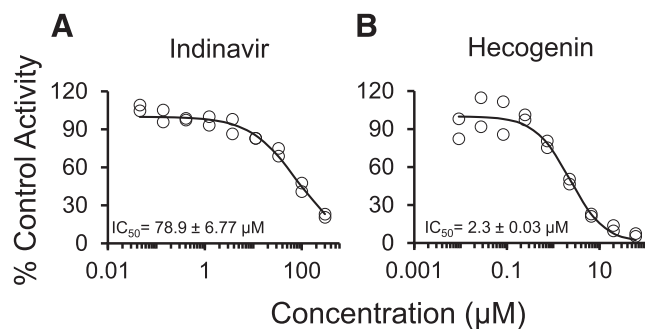 A
B
Indinavir
Hecogenin
% Control Activity
120
90
60
30
0
IC50= 78.9 ± 6.77 µM
0.01
1
100
120
90
60
30
0
IC50= 2.3 ± 0.03 µM
0.001
0.1
10
Concentration (µM)